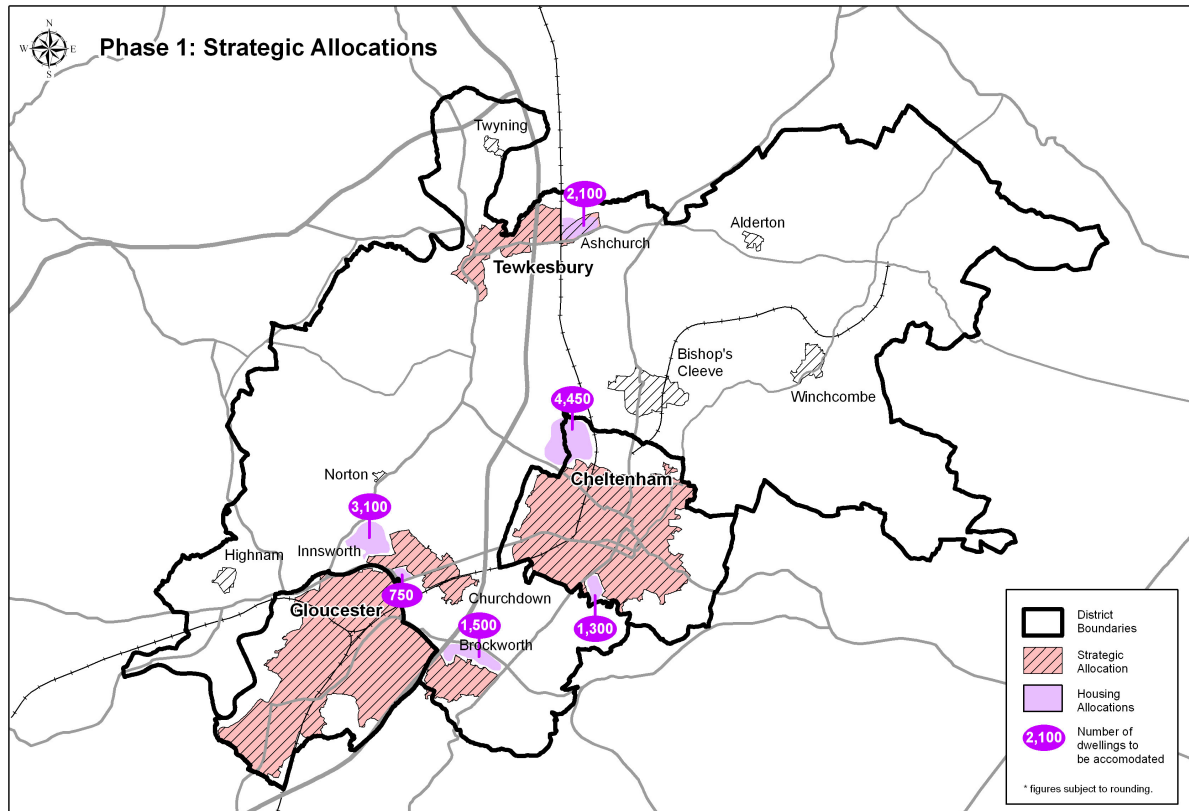 N
W E
S
Phase 1: Strategic Allocations
Twyning
2,100
Ashchurch
Alderton
Tewkesbury
Bishop's
Cleeve
Winchcombe
4,450
Cheltenham
Norton
3,100
Innsworth
Highnam
750
Churchdown
Gloucester
1,500
Brockworth
1,300
District
Boundaries
Strategic
Allocation
Housing
Allocations
2,100
Number of
dwellings to
be accomodated
* figures subject to rounding.